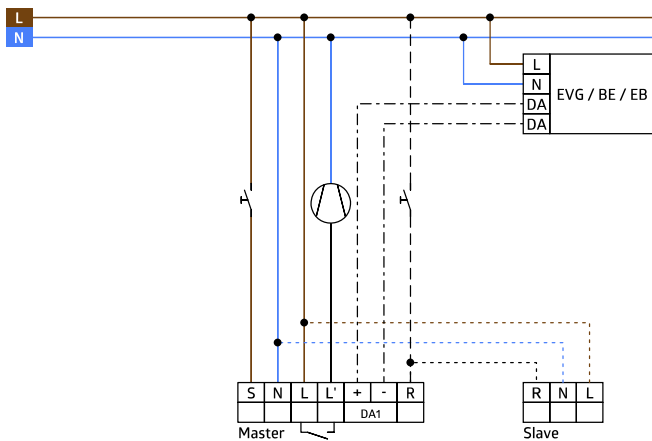 L
N
L
N
DA
DA
EVG / BE / EB
S N L L' + - R
DA1
Master
R N L
Slave